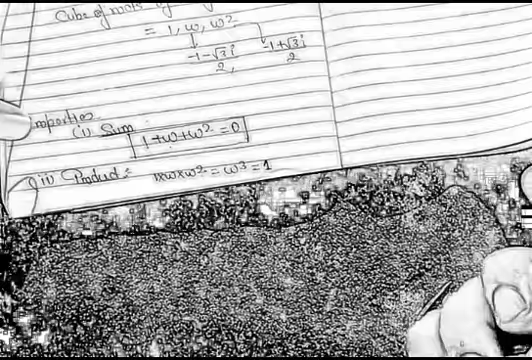 Cube roots of
= 1, ω, ω²
-1-√3i/2, -1+√3i/2
Properties
(i) Sum 1+ω+ω² = 0
(ii) Product: 1×ω×ω² = ω³ = 1